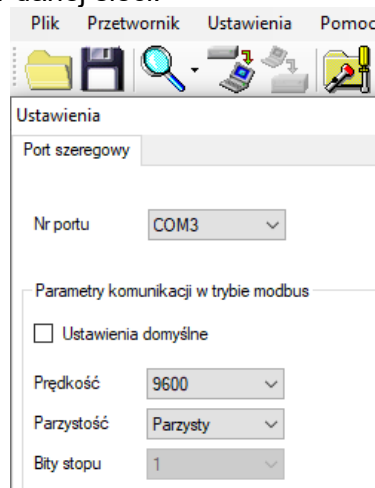 Plik Przetwornik Ustawienia Pomoc
Ustawienia
Port szeregowy
Nr portu COM3
Parametry komunikacji w trybie modbus
Ustawienia domyślne
Prędkość 9600
Parzystość Parzysty
Bity stopu 1